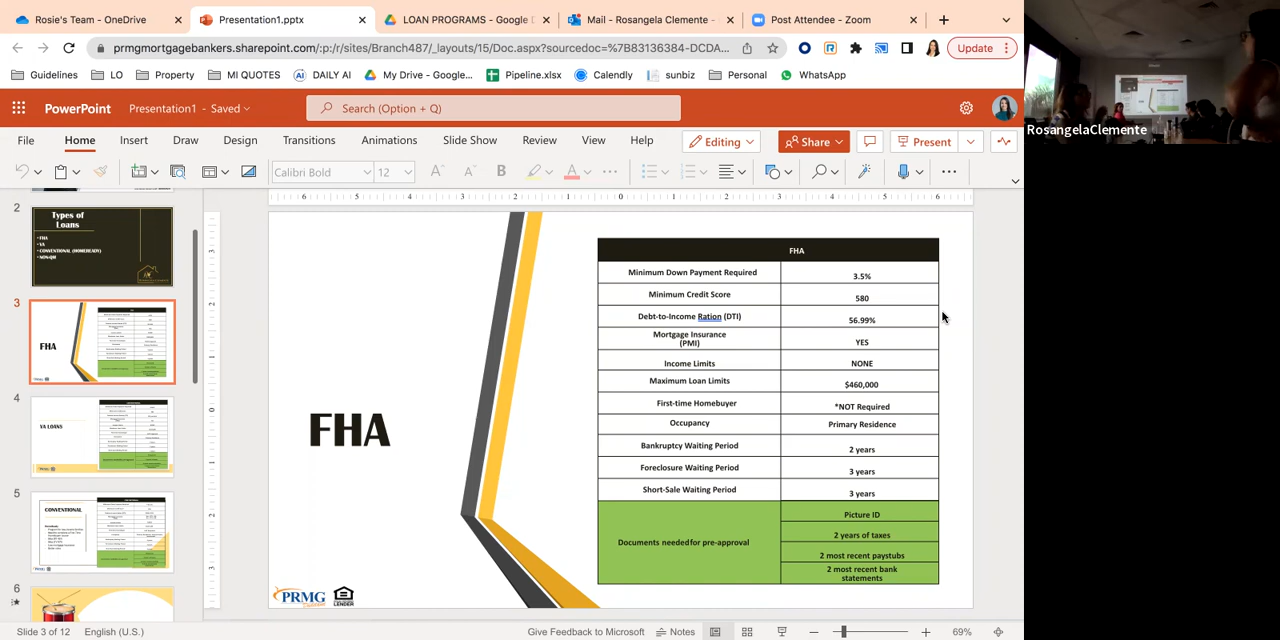 Rosie's Team - OneDrive
Presentation1.pptx
LOAN PROGRAMS - Google D
Mail - Rosangela Clemente -
Post Attendee - Zoom
prmgmortgagebankers.sharepoint.com/:p:/r/sites/Branch487/_layouts/15/Doc.aspx?sourcedoc=%7B83136384-DCDA...
Update
Guidelines
LO
Property
MI QUOTES
DAILY AI
My Drive - Google...
Pipeline.xlsx
Calendly
sunbiz
Personal
WhatsApp
PowerPoint
Presentation1 - Saved
Search (Option + Q)
File
Home
Insert
Draw
Design
Slide Show
Transitions
Animations
Review
View
Help
Editing
Share
Present
Calibri Bold
12
RosangelaClemente
2
Types of
Loans
• FHA
• VA
• CONVENTIONAL (HOMEREADY)
• NON-QM
3
FHA
4
VA LOANS
5
CONVENTIONAL
6
FHA
PRMG
FHA
Minimum Down Payment Required
3.5%
Minimum Credit Score
580
Debt-to-Income Ration (DTI)
56.99%
Mortgage Insurance
(PMI)
YES
Income Limits
NONE
Maximum Loan Limits
$460,000
First-time Homebuyer
*NOT Required
Occupancy
Primary Residence
Bankruptcy Waiting Period
2 years
Foreclosure Waiting Period
3 years
Short-Sale Waiting Period
3 years
Documents needed for pre-approval
Picture ID
2 years of taxes
2 most recent paystubs
2 most recent bank
statements
Slide 3 of 12
English (U.S.)
Give Feedback to Microsoft
Notes
69%